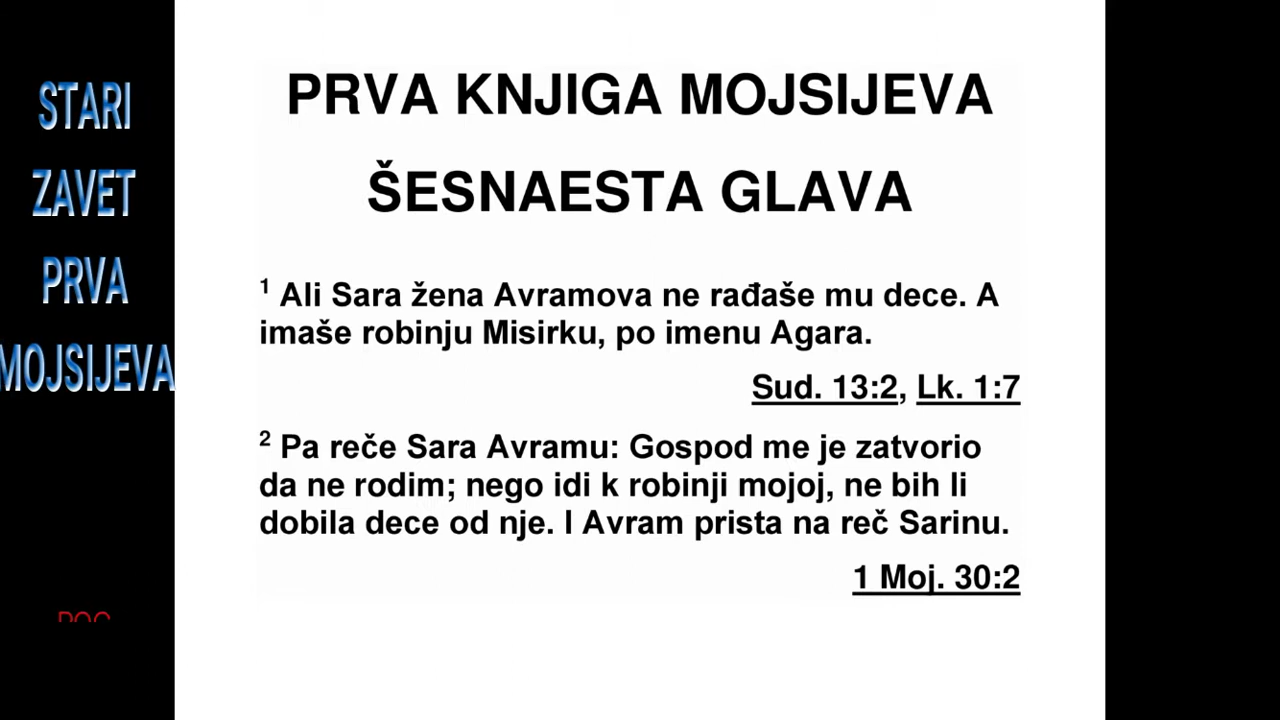 STARI
ZAVET
PRVA
MOJSIJEVA
PRVA KNJIGA MOJSIJEVA
ŠESNAESTA GLAVA
1 Ali Sara žena Avramova ne rađaše mu dece. A
imaše robinju Misirku, po imenu Agara.
Sud. 13:2, Lk. 1:7
2 Pa reče Sara Avramu: Gospod me je zatvorio
da ne rodim; nego idi k robinji mojoj, ne bih li
dobila dece od nje. I Avram prista na reč Sarinu.
1 Moj. 30:2